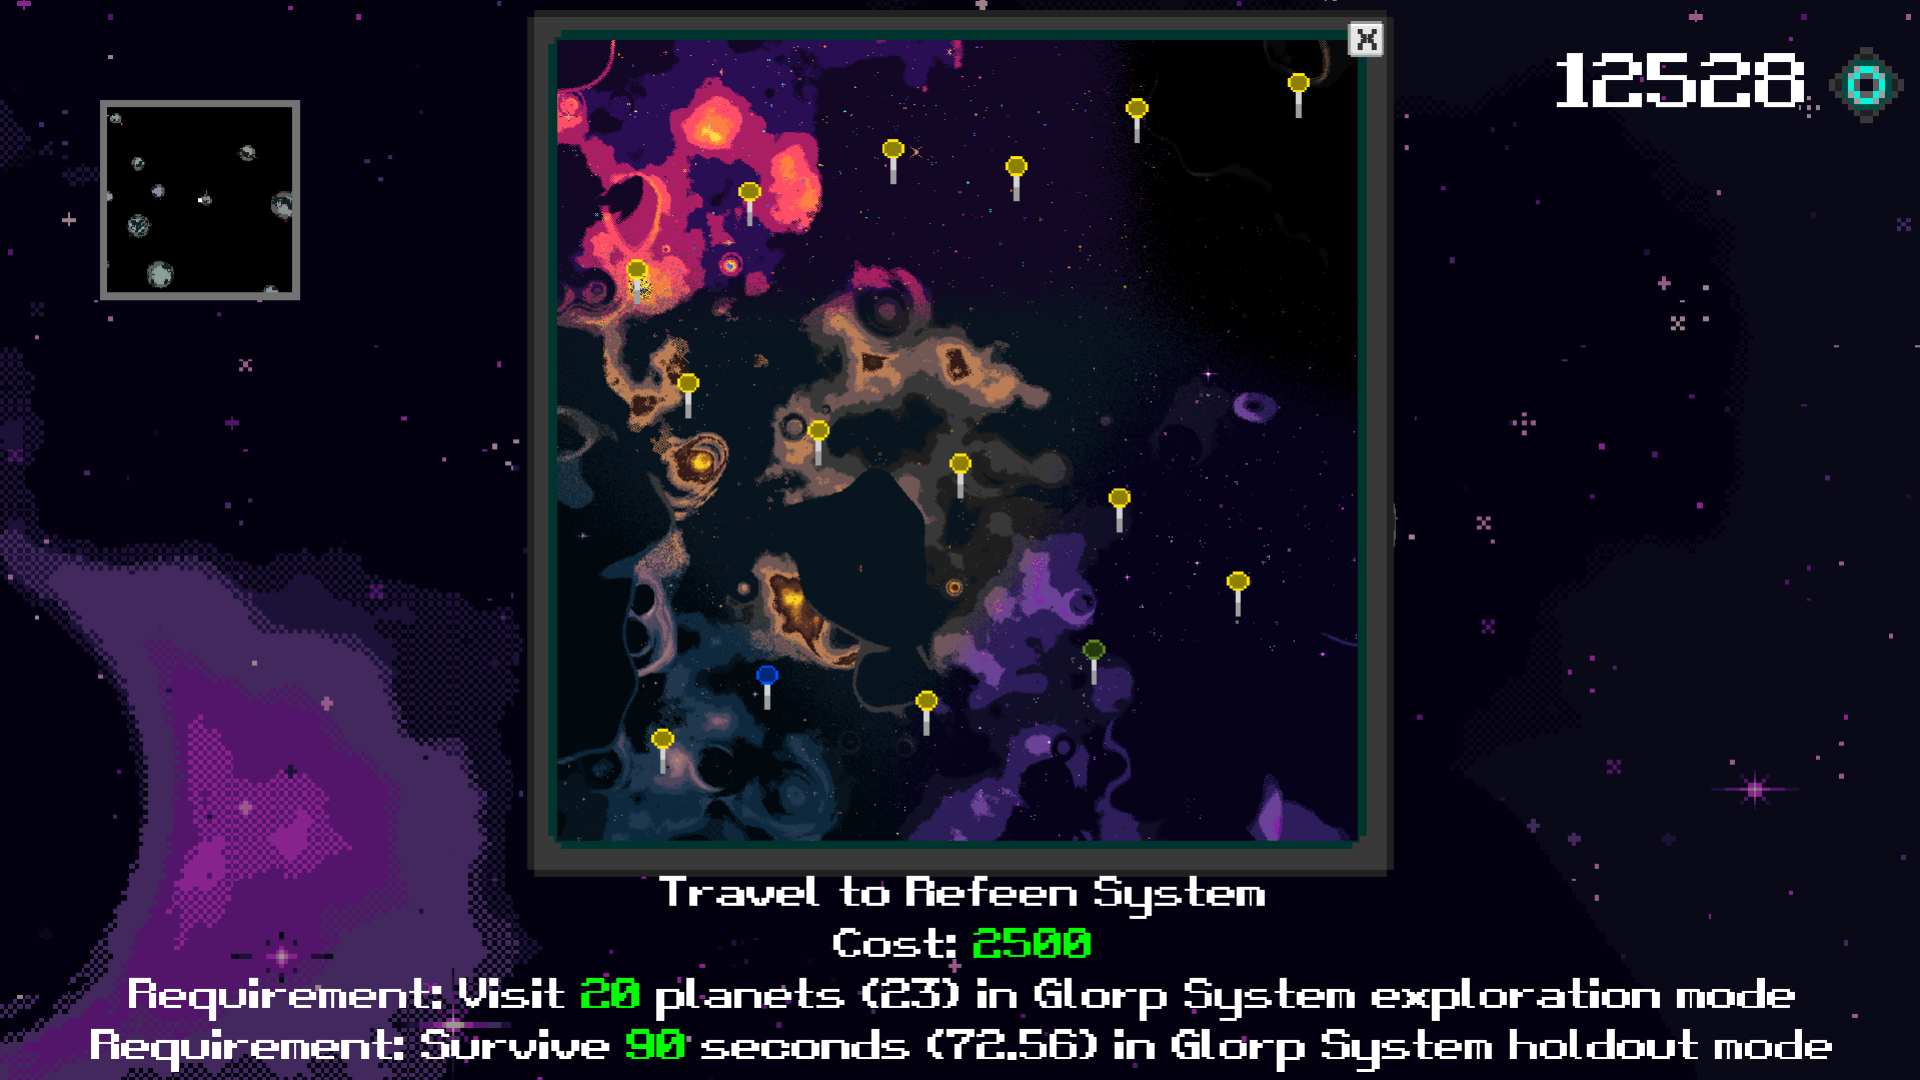 X
12528
Travel to Refeen System
Cost: 2500
Requirement: Visit 20 planets (23) in Glorp System exploration mode
Requirement: Survive 90 seconds (72.56) in Glorp System holdout mode